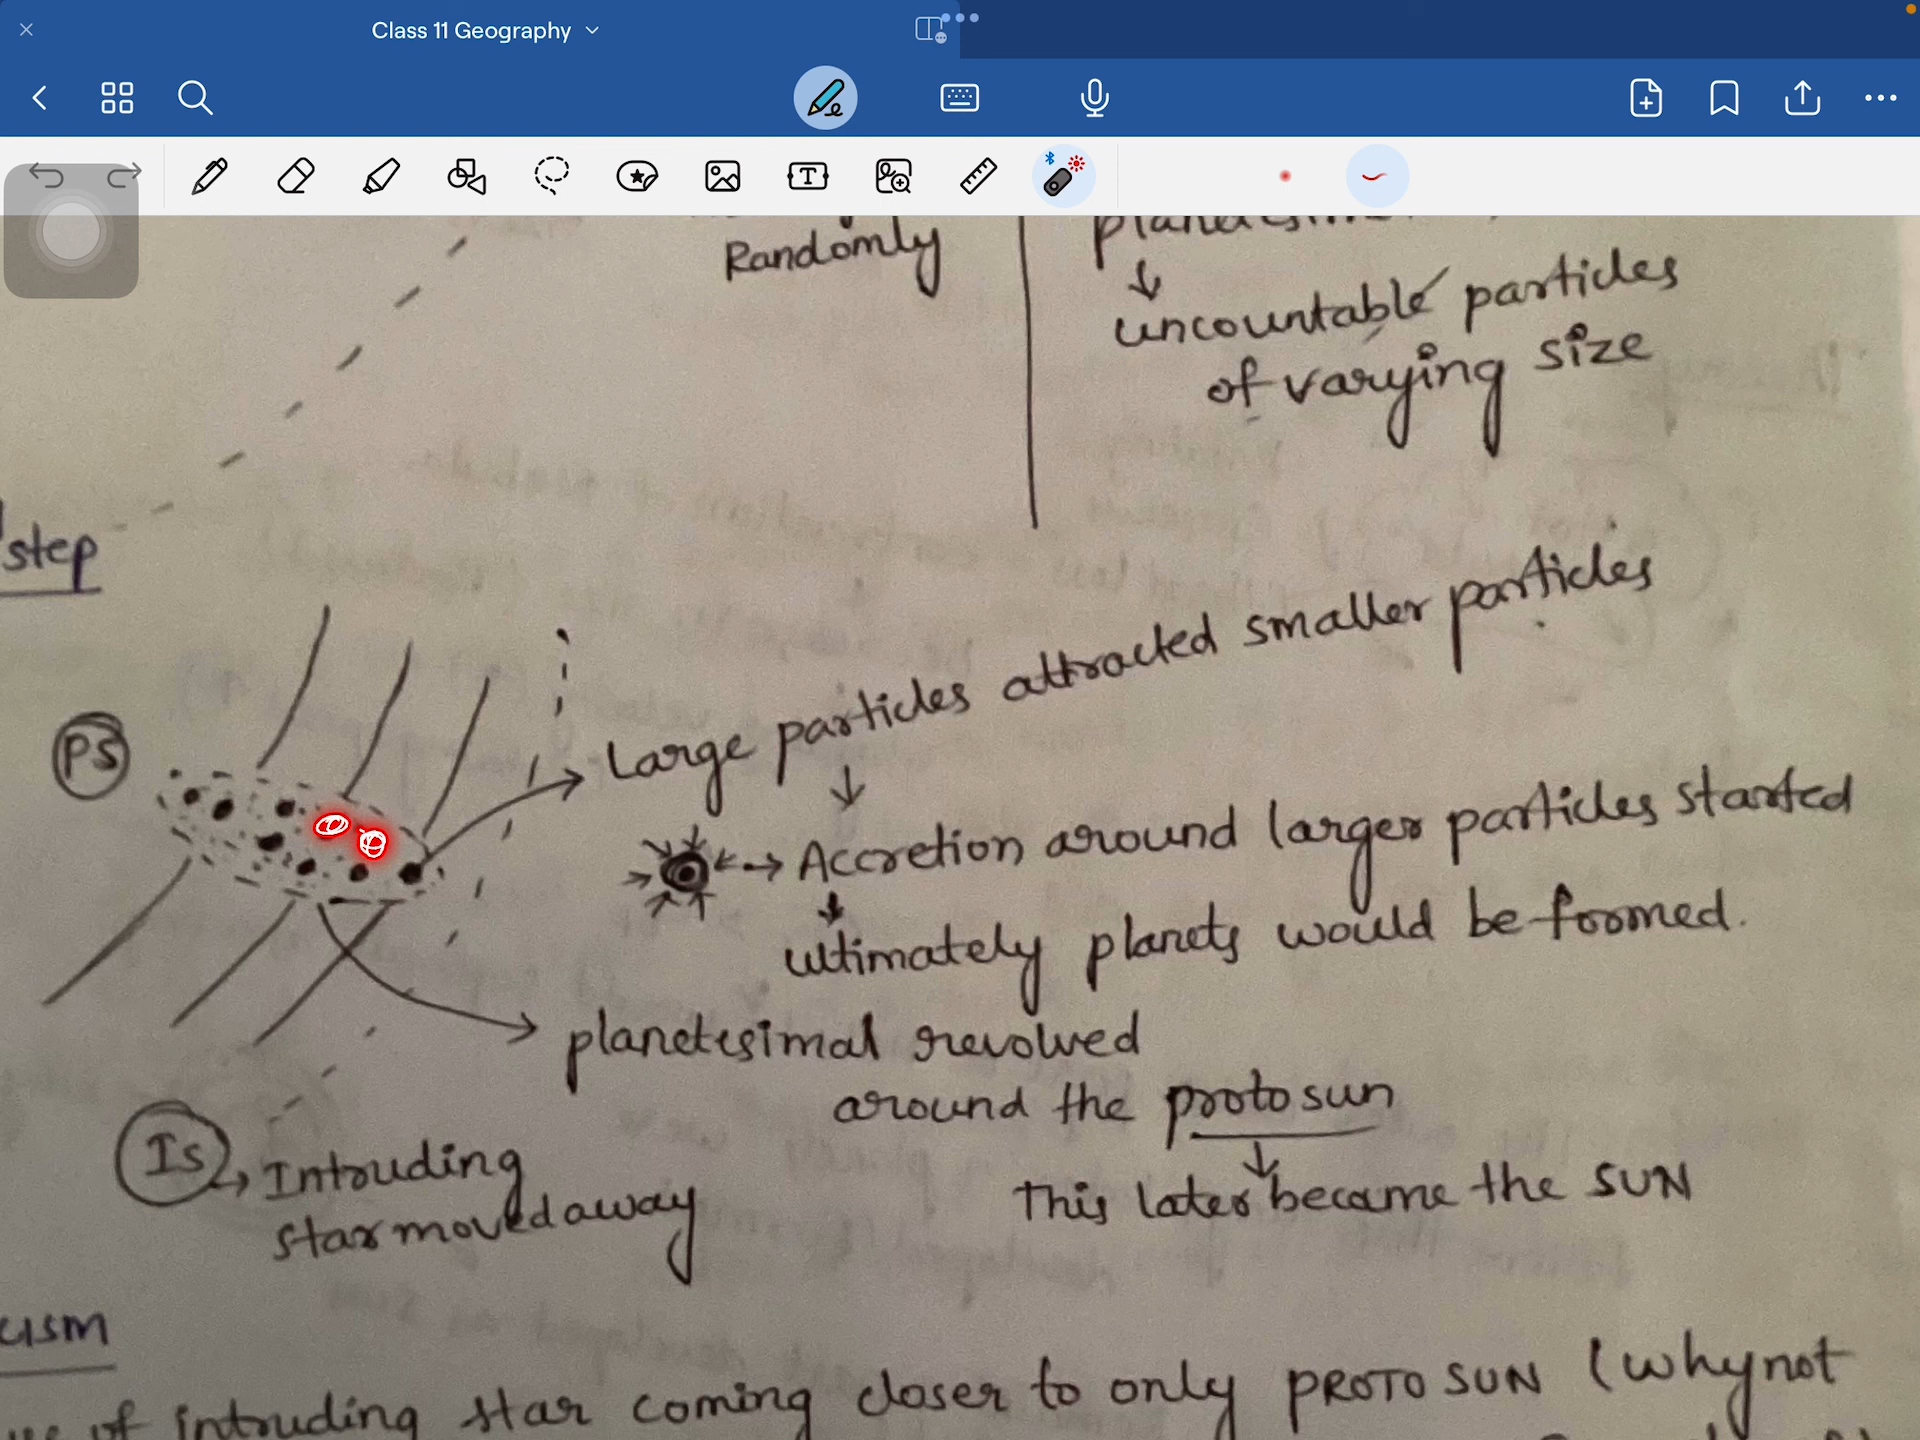 Class 11 Geography
Randomly
uncountable particles
of varying size
step
Large particles attracted smaller particles
PS
Accretion around larger particles started
ultimately planets would be formed.
planetesimal revolved
around the proto sun
Is → Intruding
star moved away
This later became the SUN
of intruding star coming closer to only PROTO SUN (why not